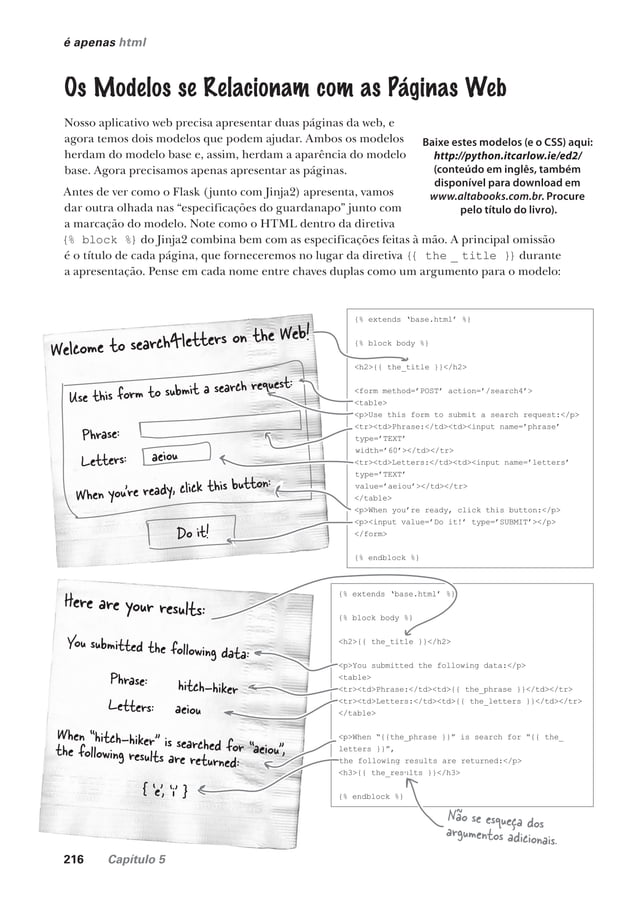 é apenas html
Os Modelos se Relacionam com as Páginas Web
Nosso aplicativo web precisa apresentar duas páginas da web, e
agora temos dois modelos que podem ajudar. Ambos os modelos
herdam do modelo base e, assim, herdam a aparência do modelo
base. Agora precisamos apenas apresentar as páginas.
Baixe estes modelos (e o CSS) aqui:
http://python.itcarlow.ie/ed2/
(conteúdo em inglês, também
disponível para download em
www.altabooks.com.br. Procure
pelo título do livro).
Antes de ver como o Flask (junto com Jinja2) apresenta, vamos
dar outra olhada nas “especificações do guardanapo” junto com
a marcação do modelo. Note como o HTML dentro da diretiva
{% block %} do Jinja2 combina bem com as especificações feitas à mão. A principal omissão
é o título de cada página, que forneceremos no lugar da diretiva {{ the _ title }} durante
a apresentação. Pense em cada nome entre chaves duplas como um argumento para o modelo:
Welcome to search4letters on the Web!
Use this form to submit a search request:
Phrase:
Letters: aeiou
When you're ready, click this button:
Do it!
{% extends ‘base.html’ %}
{% block body %}
<h2>{{ the_title }}</h2>
<form method=’POST’ action=’/search4’>
<table>
<p>Use this form to submit a search request:</p>
<tr><td>Phrase:</td><td><input name=’phrase’
type=’TEXT’
width=’60’></td></tr>
<tr><td>Letters:</td><td><input name=’letters’
type=’TEXT’
value=’aeiou’></td></tr>
</table>
<p>When you’re ready, click this button:</p>
<p><input value=’Do it!’ type=’SUBMIT’></p>
</form>
{% endblock %}
Here are your results:
You submitted the following data:
Phrase: hitch-hiker
Letters: aeiou
When “hitch-hiker” is searched for “aeiou”,
the following results are returned:
{ 'e', 'i' }
{% extends ‘base.html’ %}
{% block body %}
<h2>{{ the_title }}</h2>
<p>You submitted the following data:</p>
<table>
<tr><td>Phrase:</td><td>{{ the_phrase }}</td></tr>
<tr><td>Letters:</td><td>{{ the_letters }}</td></tr>
</table>
<p>When “{{the_phrase }}” is search for “{{ the_
letters }}”,
the following results are returned:</p>
<h3>{{ the_results }}</h3>
{% endblock %}
Não se esqueça dos
argumentos adicionais.
216 Capítulo 5